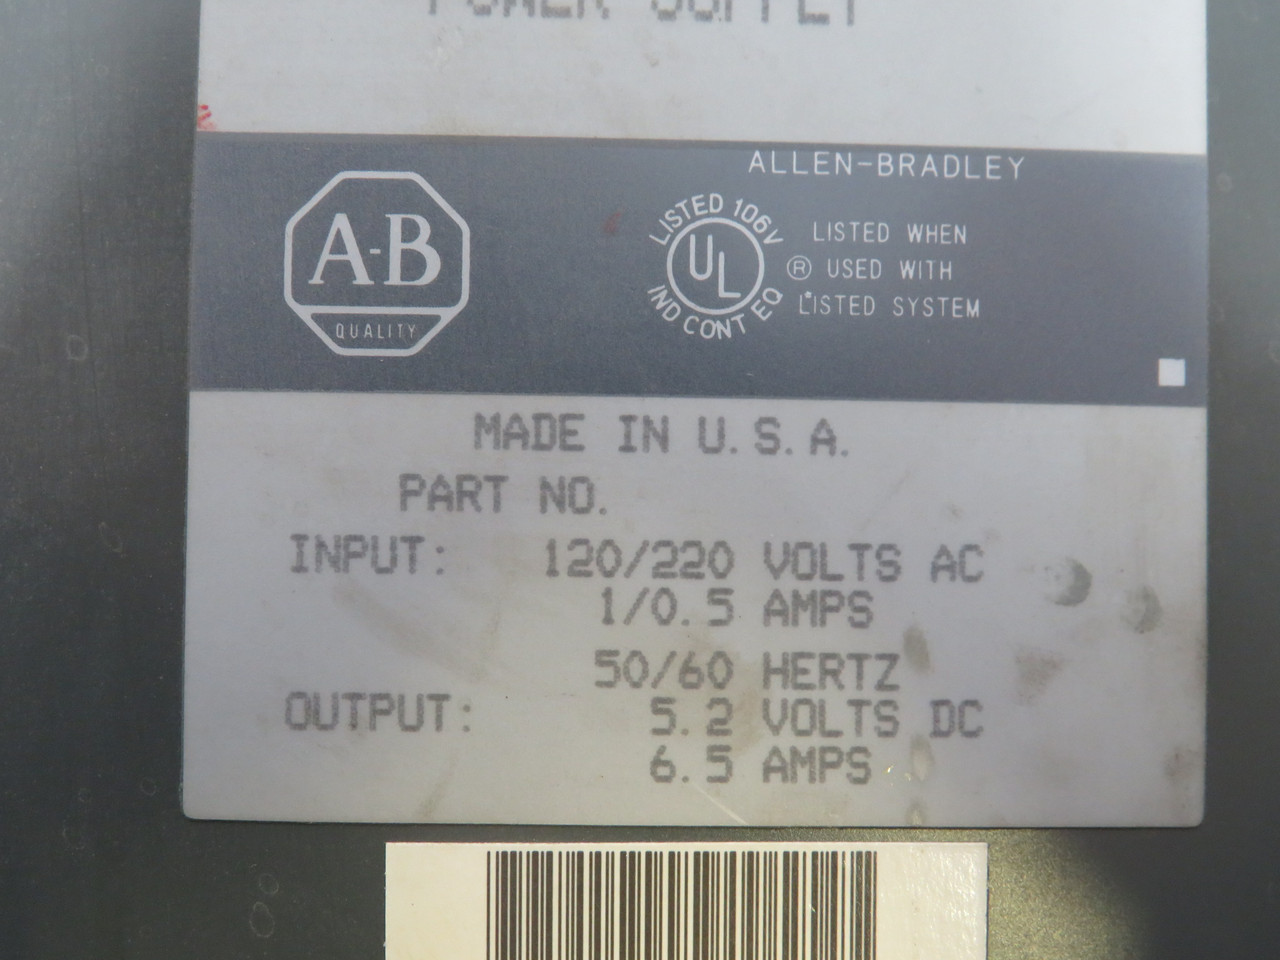 POWER SUPPLY
ALLEN-BRADLEY
A-B
QUALITY
LISTED 106V
UL
IND CONT EQ
®
LISTED WHEN
USED WITH
LISTED SYSTEM
MADE IN U.S.A.
PART NO.
INPUT: 120/220 VOLTS AC
1/0.5 AMPS
50/60 HERTZ
OUTPUT: 5.2 VOLTS DC
6.5 AMPS